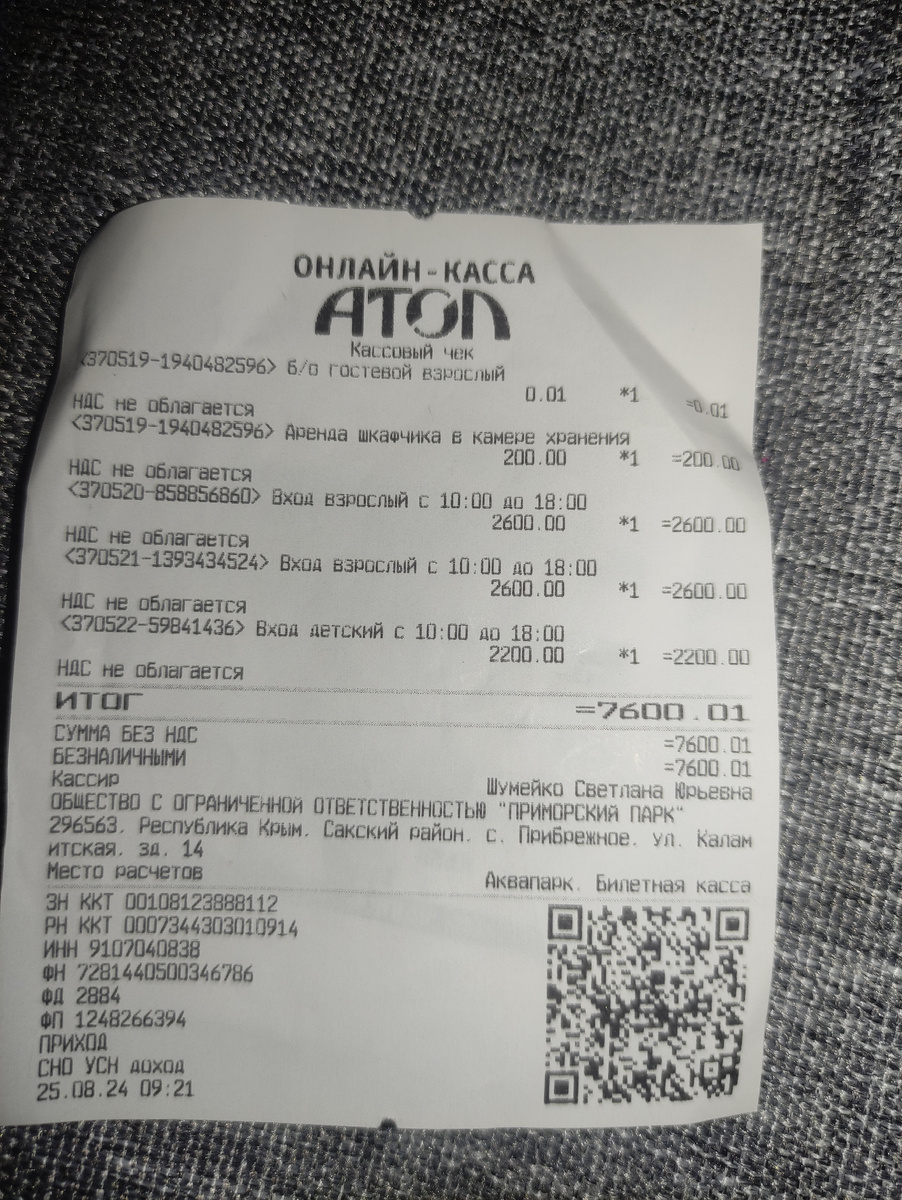 ОНЛАЙН-КАССА
АТОЛ
Кассовый чек
<370519-1940482596> б/о гостевой взрослый
0.01 *1 =0.01
НДС не облагается
<370519-1940482596> Аренда шкафчика в камере хранения
200.00 *1 =200.00
НДС не облагается
<370520-858856860> Вход взрослый с 10:00 до 18:00
2600.00 *1 =2600.00
НДС не облагается
<370521-1393434524> Вход взрослый с 10:00 до 18:00
2600.00 *1 =2600.00
НДС не облагается
<370522-59841436> Вход детский с 10:00 до 18:00
2200.00 *1 =2200.00
НДС не облагается
ИТОГ =7600.01
СУММА БЕЗ НДС =7600.01
БЕЗНАЛИЧНЫМИ =7600.01
Кассир Шумейко Светлана Юрьевна
ОБЩЕСТВО С ОГРАНИЧЕННОЙ ОТВЕТСТВЕННОСТЬЮ "ПРИМОРСКИЙ ПАРК"
296563. Республика Крым. Сакский район. с. Прибрежное. ул. Калам
итская. зд. 14
Место расчетов Аквапарк. Билетная касса
ЗН ККТ 00108123888112
РН ККТ 0007344303010914
ИНН 9107040838
ФН 7281440500346786
ФД 2884
ФП 1248266394
ПРИХОД
СНО УСН доход
25.08.24 09:21